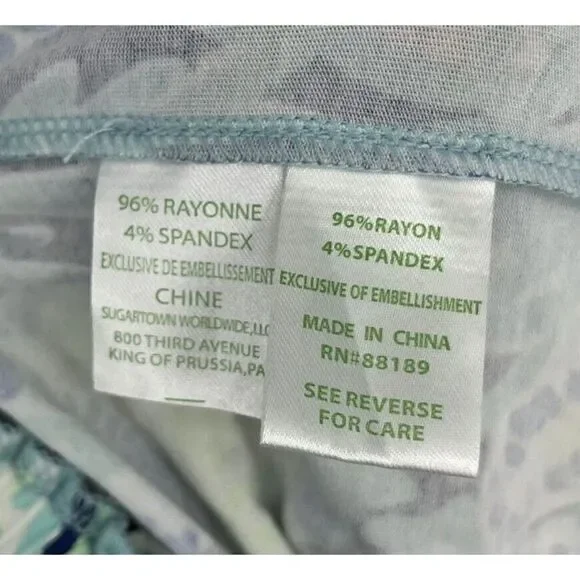 96% RAYONNE
4% SPANDEX
EXCLUSIVE DE EMBELLISSEMENT
CHINE
SUGARTOWN WORLDWIDE,LLC
800 THIRD AVENUE
KING OF PRUSSIA,PA
96%RAYON
4%SPANDEX
EXCLUSIVE OF EMBELLISHMENT
MADE IN CHINA
RN#88189
SEE REVERSE
FOR CARE